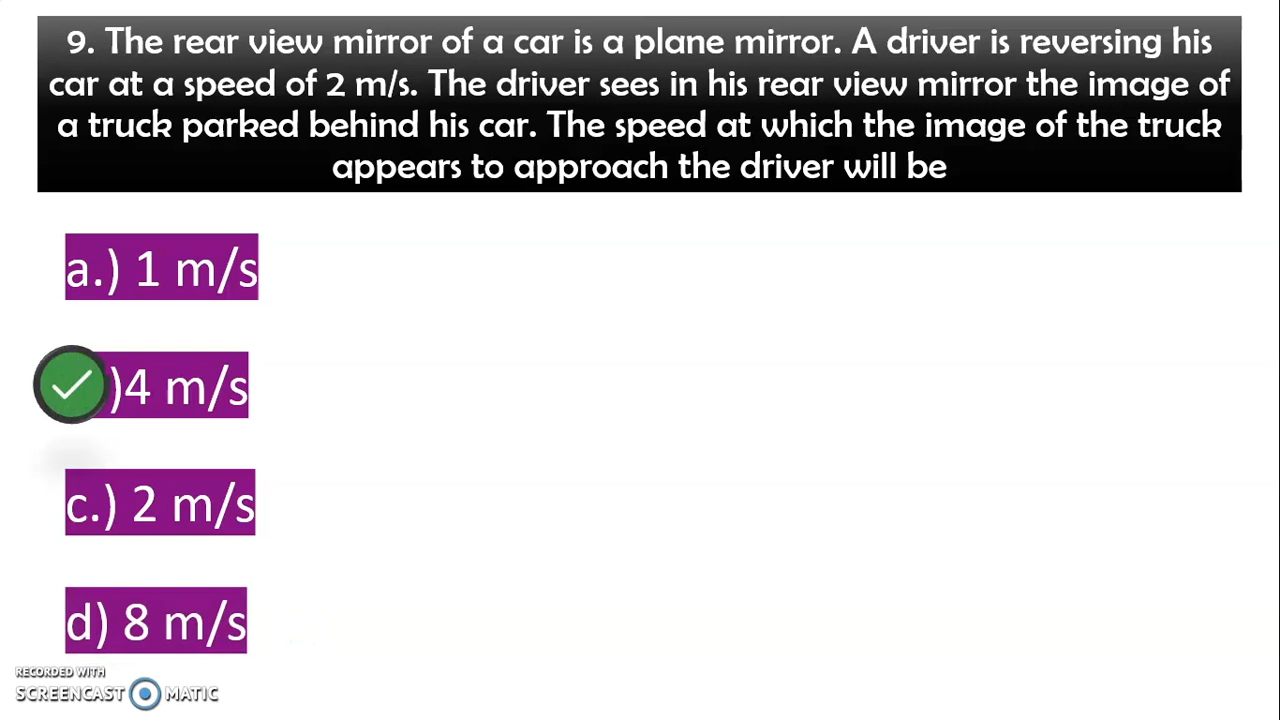 9. The rear view mirror of a car is a plane mirror. A driver is reversing his
car at a speed of 2 m/s. The driver sees in his rear view mirror the image of
a truck parked behind his car. The speed at which the image of the truck
appears to approach the driver will be
a.) 1 m/s
)4 m/s
c.) 2 m/s
d) 8 m/s
RECORDED WITH
SCREENCAST MATIC